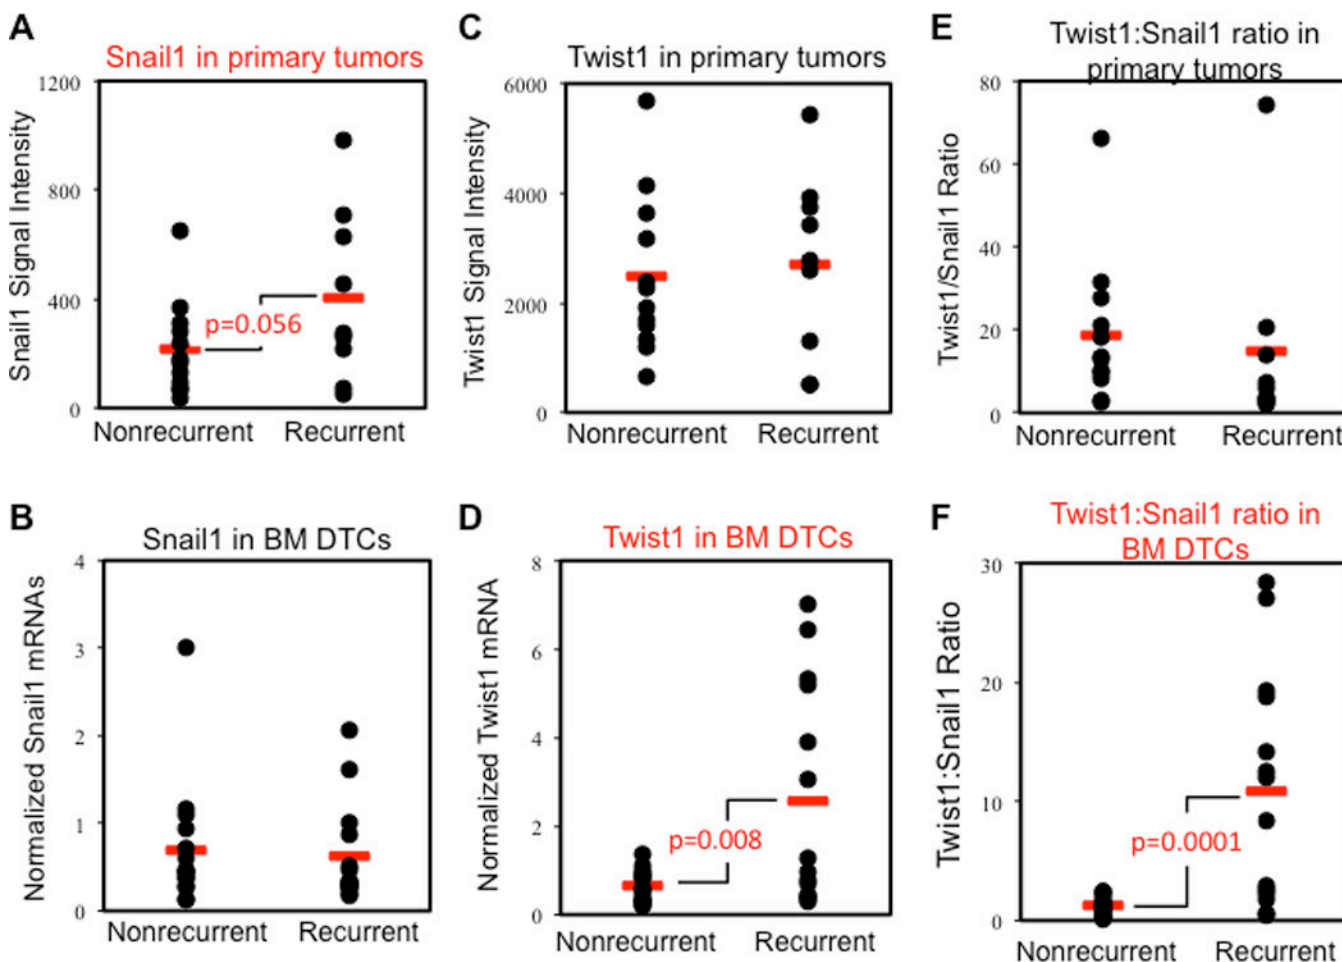 A
Snail1 in primary tumors
Snail1 Signal Intensity
1200
800
400
0
p=0.056
Nonrecurrent Recurrent
C
Twist1 in primary tumors
Twist1 Signal Intensity
6000
4000
2000
0
Nonrecurrent Recurrent
E
Twist1:Snail1 ratio in
primary tumors
Twist1/Snail1 Ratio
80
60
40
20
0
Nonrecurrent Recurrent
B
Snail1 in BM DTCs
Normalized Snail1 mRNAs
4
3
2
1
0
Nonrecurrent Recurrent
D
Twist1 in BM DTCs
Normalized Twist1 mRNA
8
6
4
2
0
p=0.008
Nonrecurrent Recurrent
F
Twist1:Snail1 ratio in
BM DTCs
Twist1:Snail1 Ratio
30
20
10
0
p=0.0001
Nonrecurrent Recurrent